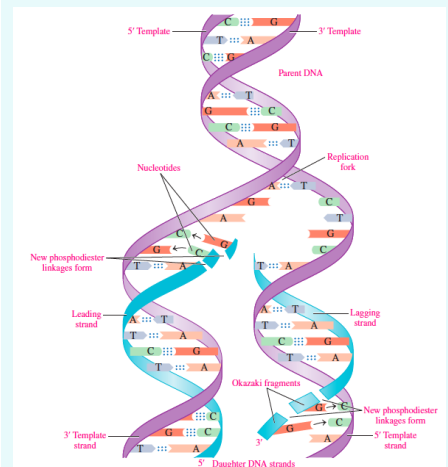 C G
5' Template
3' Template
T A
C G
Parent DNA
A T
G C
C G
A T
Replication
fork
Nucleotides
A T
G C
A T
C G G
G C C
New phosphodiester
linkages form
T A T A
Leading
strand
A T A T
Lagging
strand
T A T A
C G C G
T A T A
Okazaki fragments
G C
New phosphodiester
linkages form
G C
G C
3'
3' Template
strand
G C
A
5' Template
strand
T A
5' Daughter DNA strands